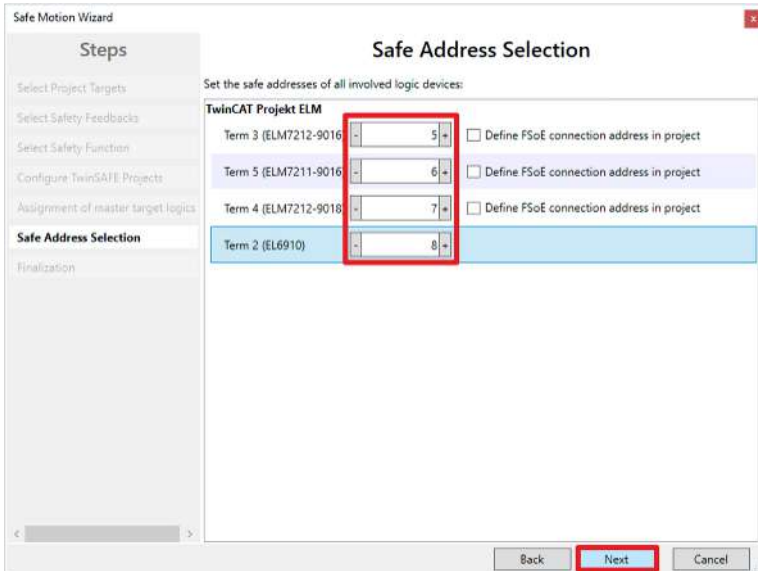 Safe Motion Wizard
x
Steps
Safe Address Selection
Select Project Targets
Select Safety Feedbacks
Select Safety Function
Configure TwinSAFE Projects
Assignment of master target logics
Safe Address Selection
Finalization
Set the safe addresses of all involved logic devices:
TwinCAT Projekt ELM
Term 3 (ELM7212-9016) - 5 + Define FSoE connection address in project
Term 5 (ELM7211-9016) - 6 + Define FSoE connection address in project
Term 4 (ELM7212-9018) - 7 + Define FSoE connection address in project
Term 2 (EL6910) - 8 +
< >
Back Next Cancel